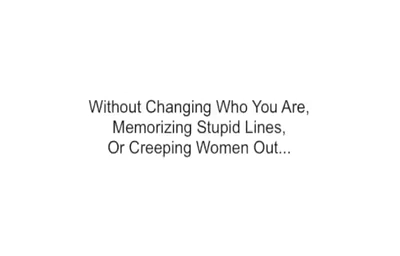 Without Changing Who You Are,
Memorizing Stupid Lines,
Or Creeping Women Out...